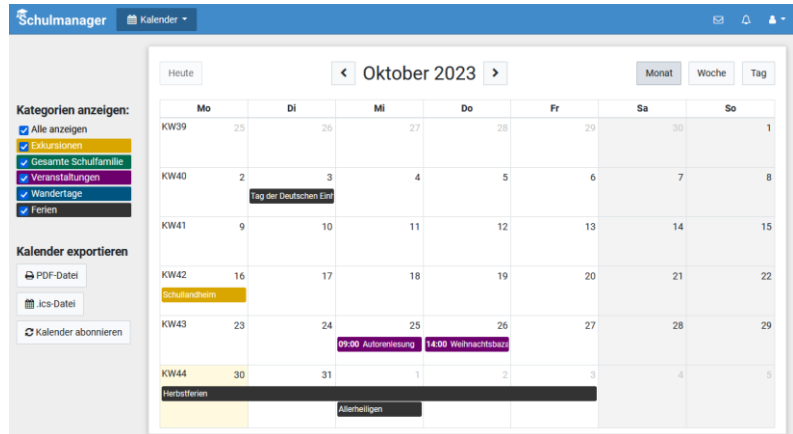 Schulmanager Kalender
Heute
Oktober 2023
Monat Woche Tag
Kategorien anzeigen:
Alle anzeigen
Exkursionen
Gesamte Schulfamilie
Veranstaltungen
Wandertage
Ferien
Kalender exportieren
PDF-Datei
.ics-Datei
Kalender abonnieren
Mo Di Mi Do Fr Sa So
KW39 25 26 27 28 29 30 1
KW40 2 3 4 5 6 7 8
Tag der Deutschen Einh
KW41 9 10 11 12 13 14 15
KW42 16 17 18 19 20 21 22
Schullandheim
KW43 23 24 25 26 27 28 29
09:00 Autorenlesung 14:00 Weihnachtsbaza
KW44 30 31 1 2 3 4 5
Herbstferien
Allerheiligen